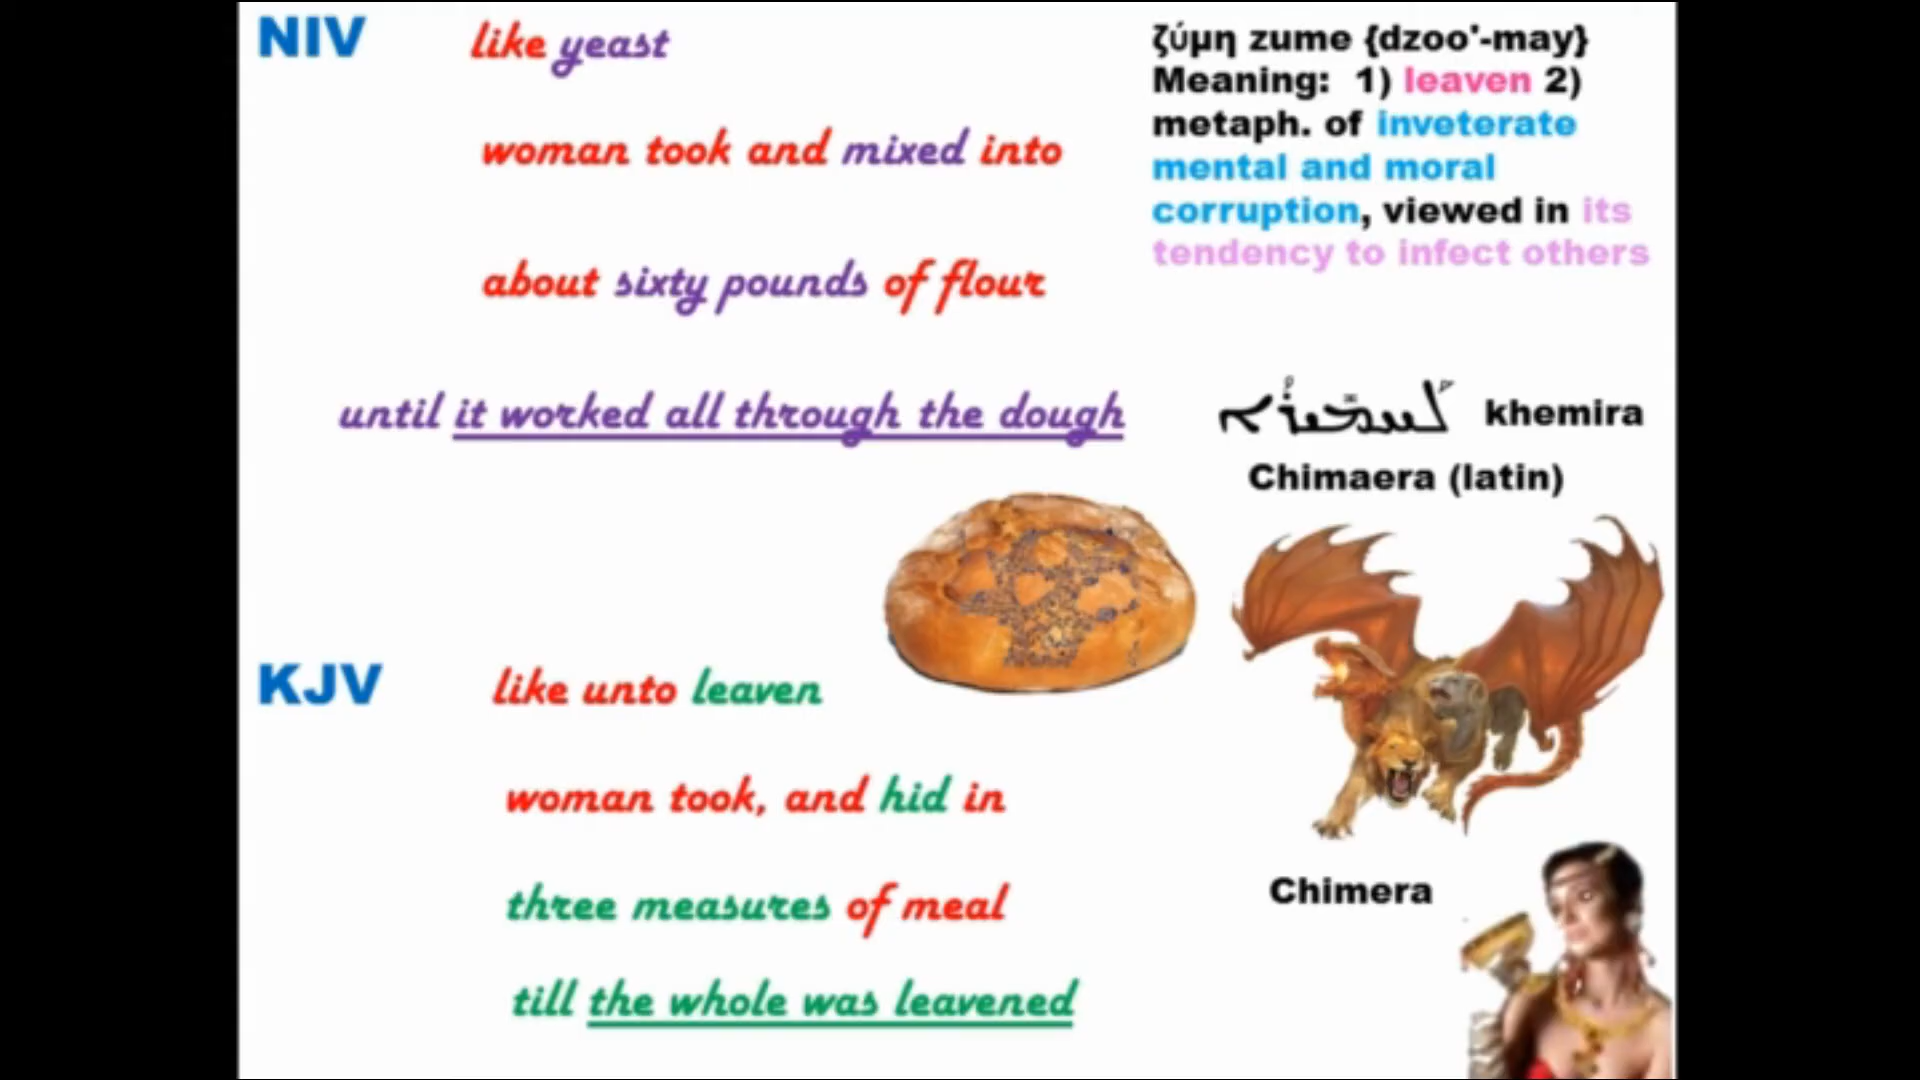 NIV like yeast
woman took and mixed into
about sixty pounds of flour
until it worked all through the dough
ζύμη zume {dzoo'-may}
Meaning: 1) leaven 2)
metaph. of inveterate
mental and moral
corruption, viewed in its
tendency to infect others
khemira
Chimaera (latin)
KJV like unto leaven
woman took, and hid in
three measures of meal
till the whole was leavened
Chimera